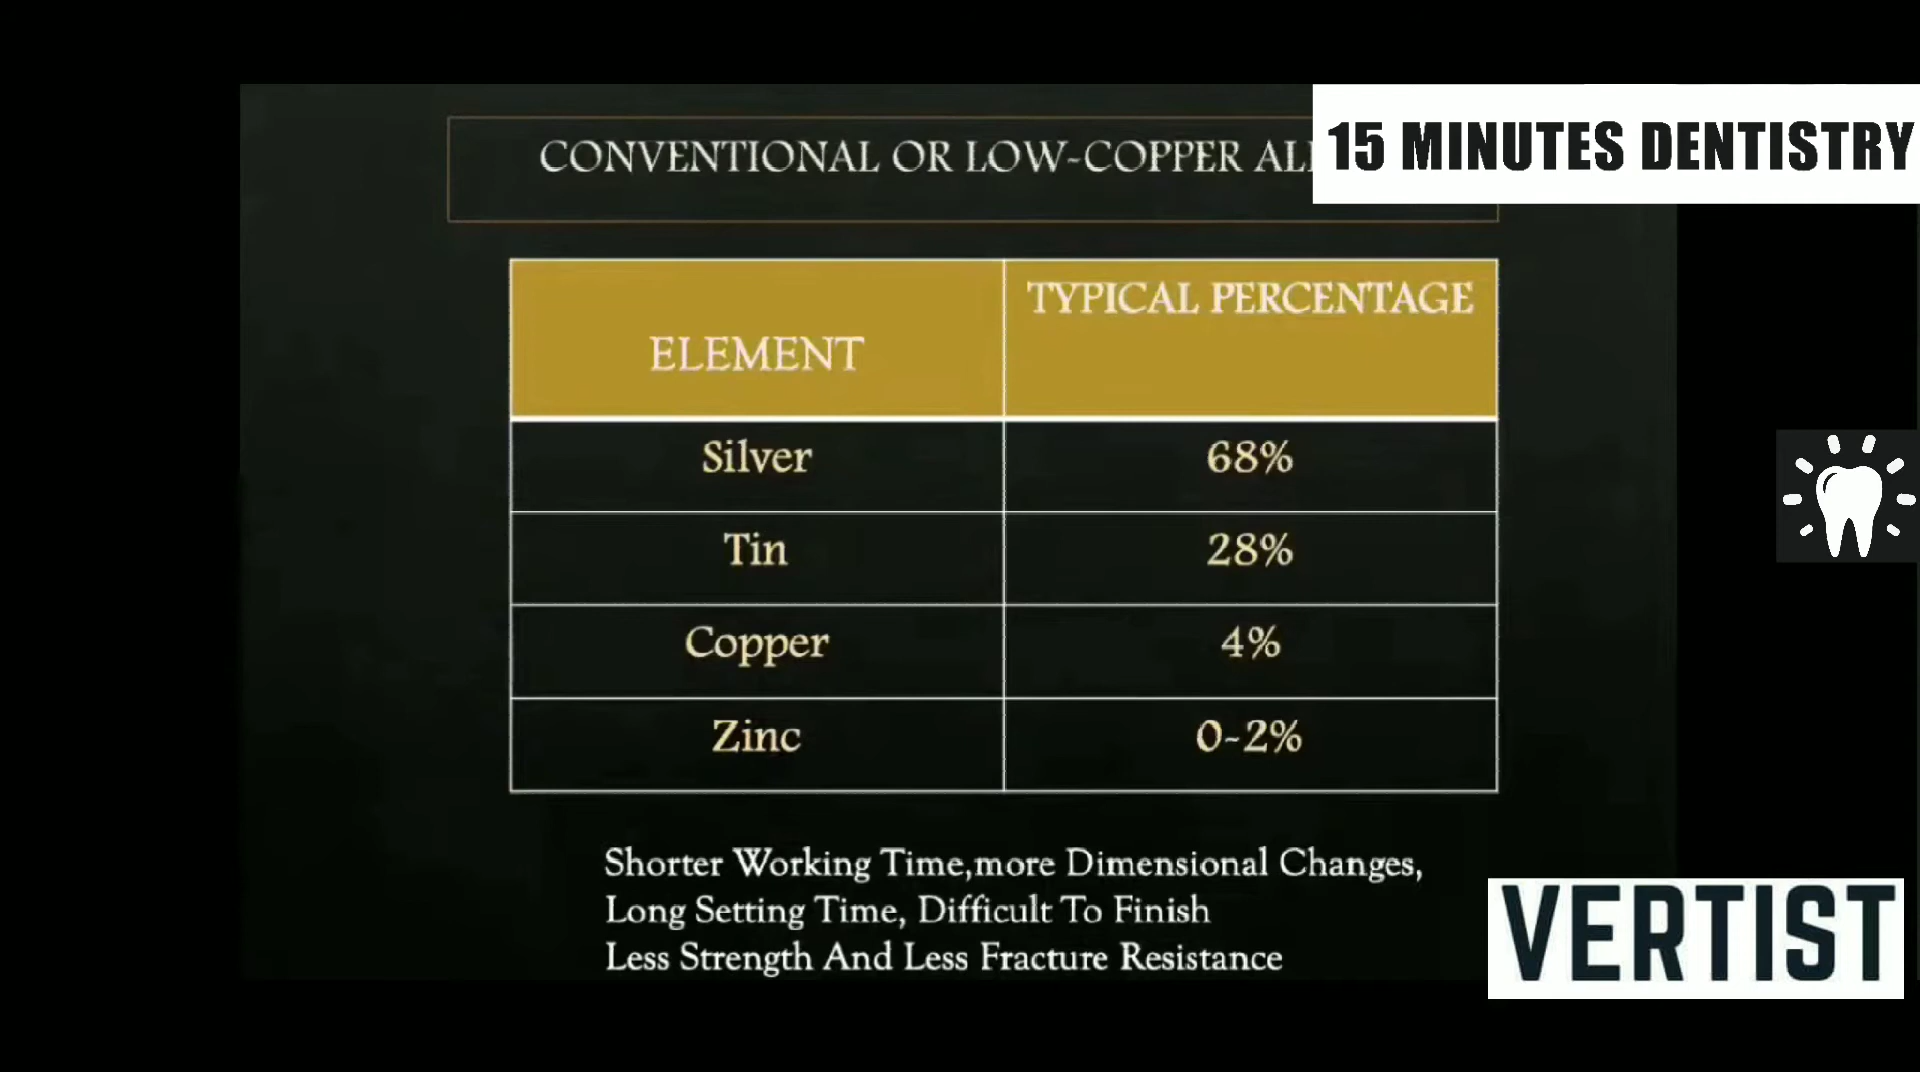 CONVENTIONAL OR LOW-COPPER
15 MINUTES DENTISTRY
ELEMENT
TYPICAL PERCENTAGE
Silver 68%
Tin 28%
Copper 4%
Zinc 0-2%
Shorter Working Time,more Dimensional Changes,
Long Setting Time, Difficult To Finish
Less Strength And Less Fracture Resistance
VERTIST